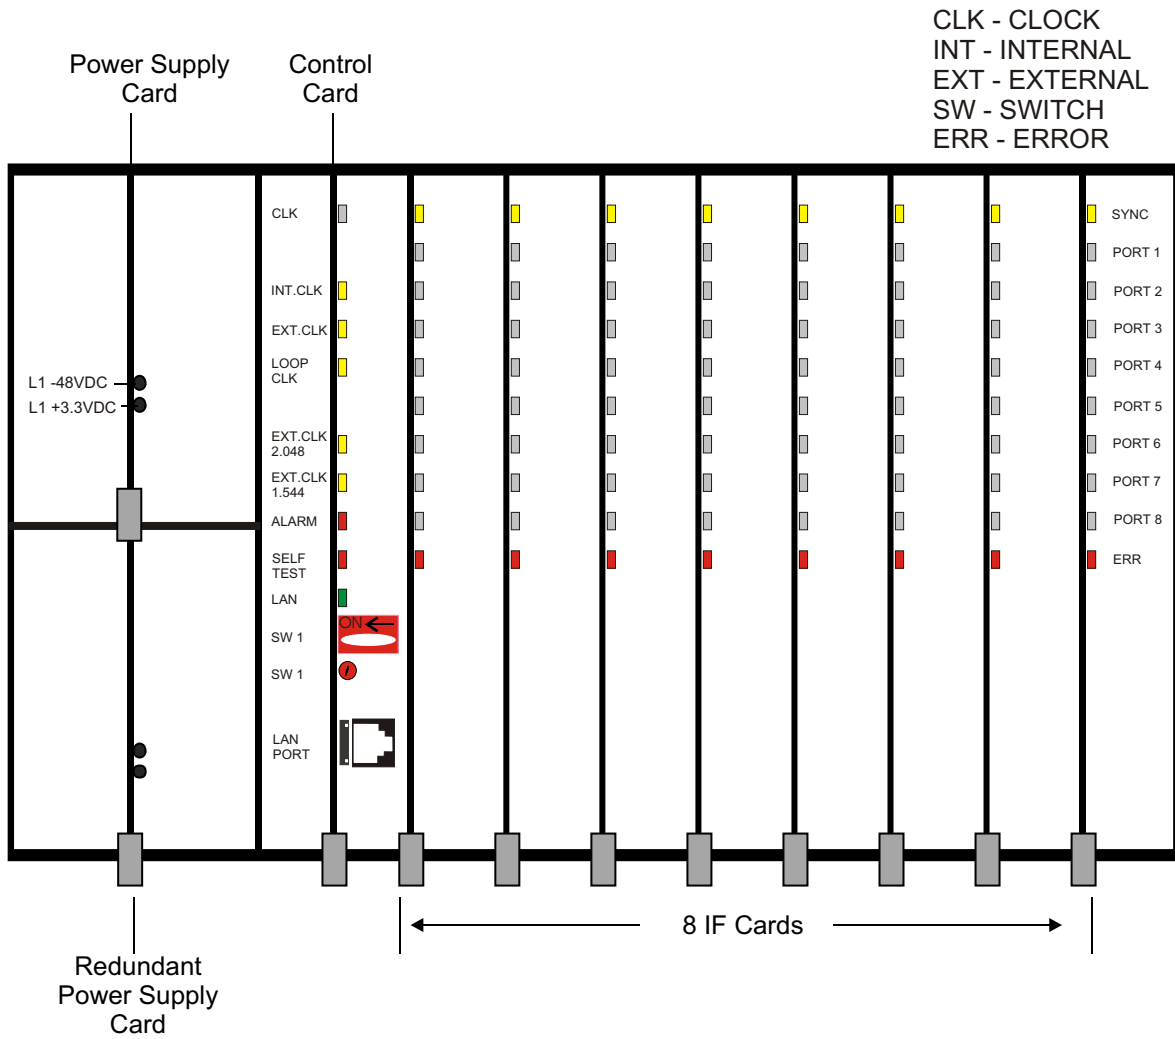 CLK - CLOCK
INT - INTERNAL
EXT - EXTERNAL
SW - SWITCH
ERR - ERROR
Power Supply
Card
Control
Card
CLK
INT.CLK
EXT.CLK
LOOP
CLK
EXT.CLK
2.048
EXT.CLK
1.544
ALARM
SELF
TEST
LAN
SW 1
ON
SW 1
LAN
PORT
L1 -48VDC
L1 +3.3VDC
SYNC
PORT 1
PORT 2
PORT 3
PORT 4
PORT 5
PORT 6
PORT 7
PORT 8
ERR
8 IF Cards
Redundant
Power Supply
Card